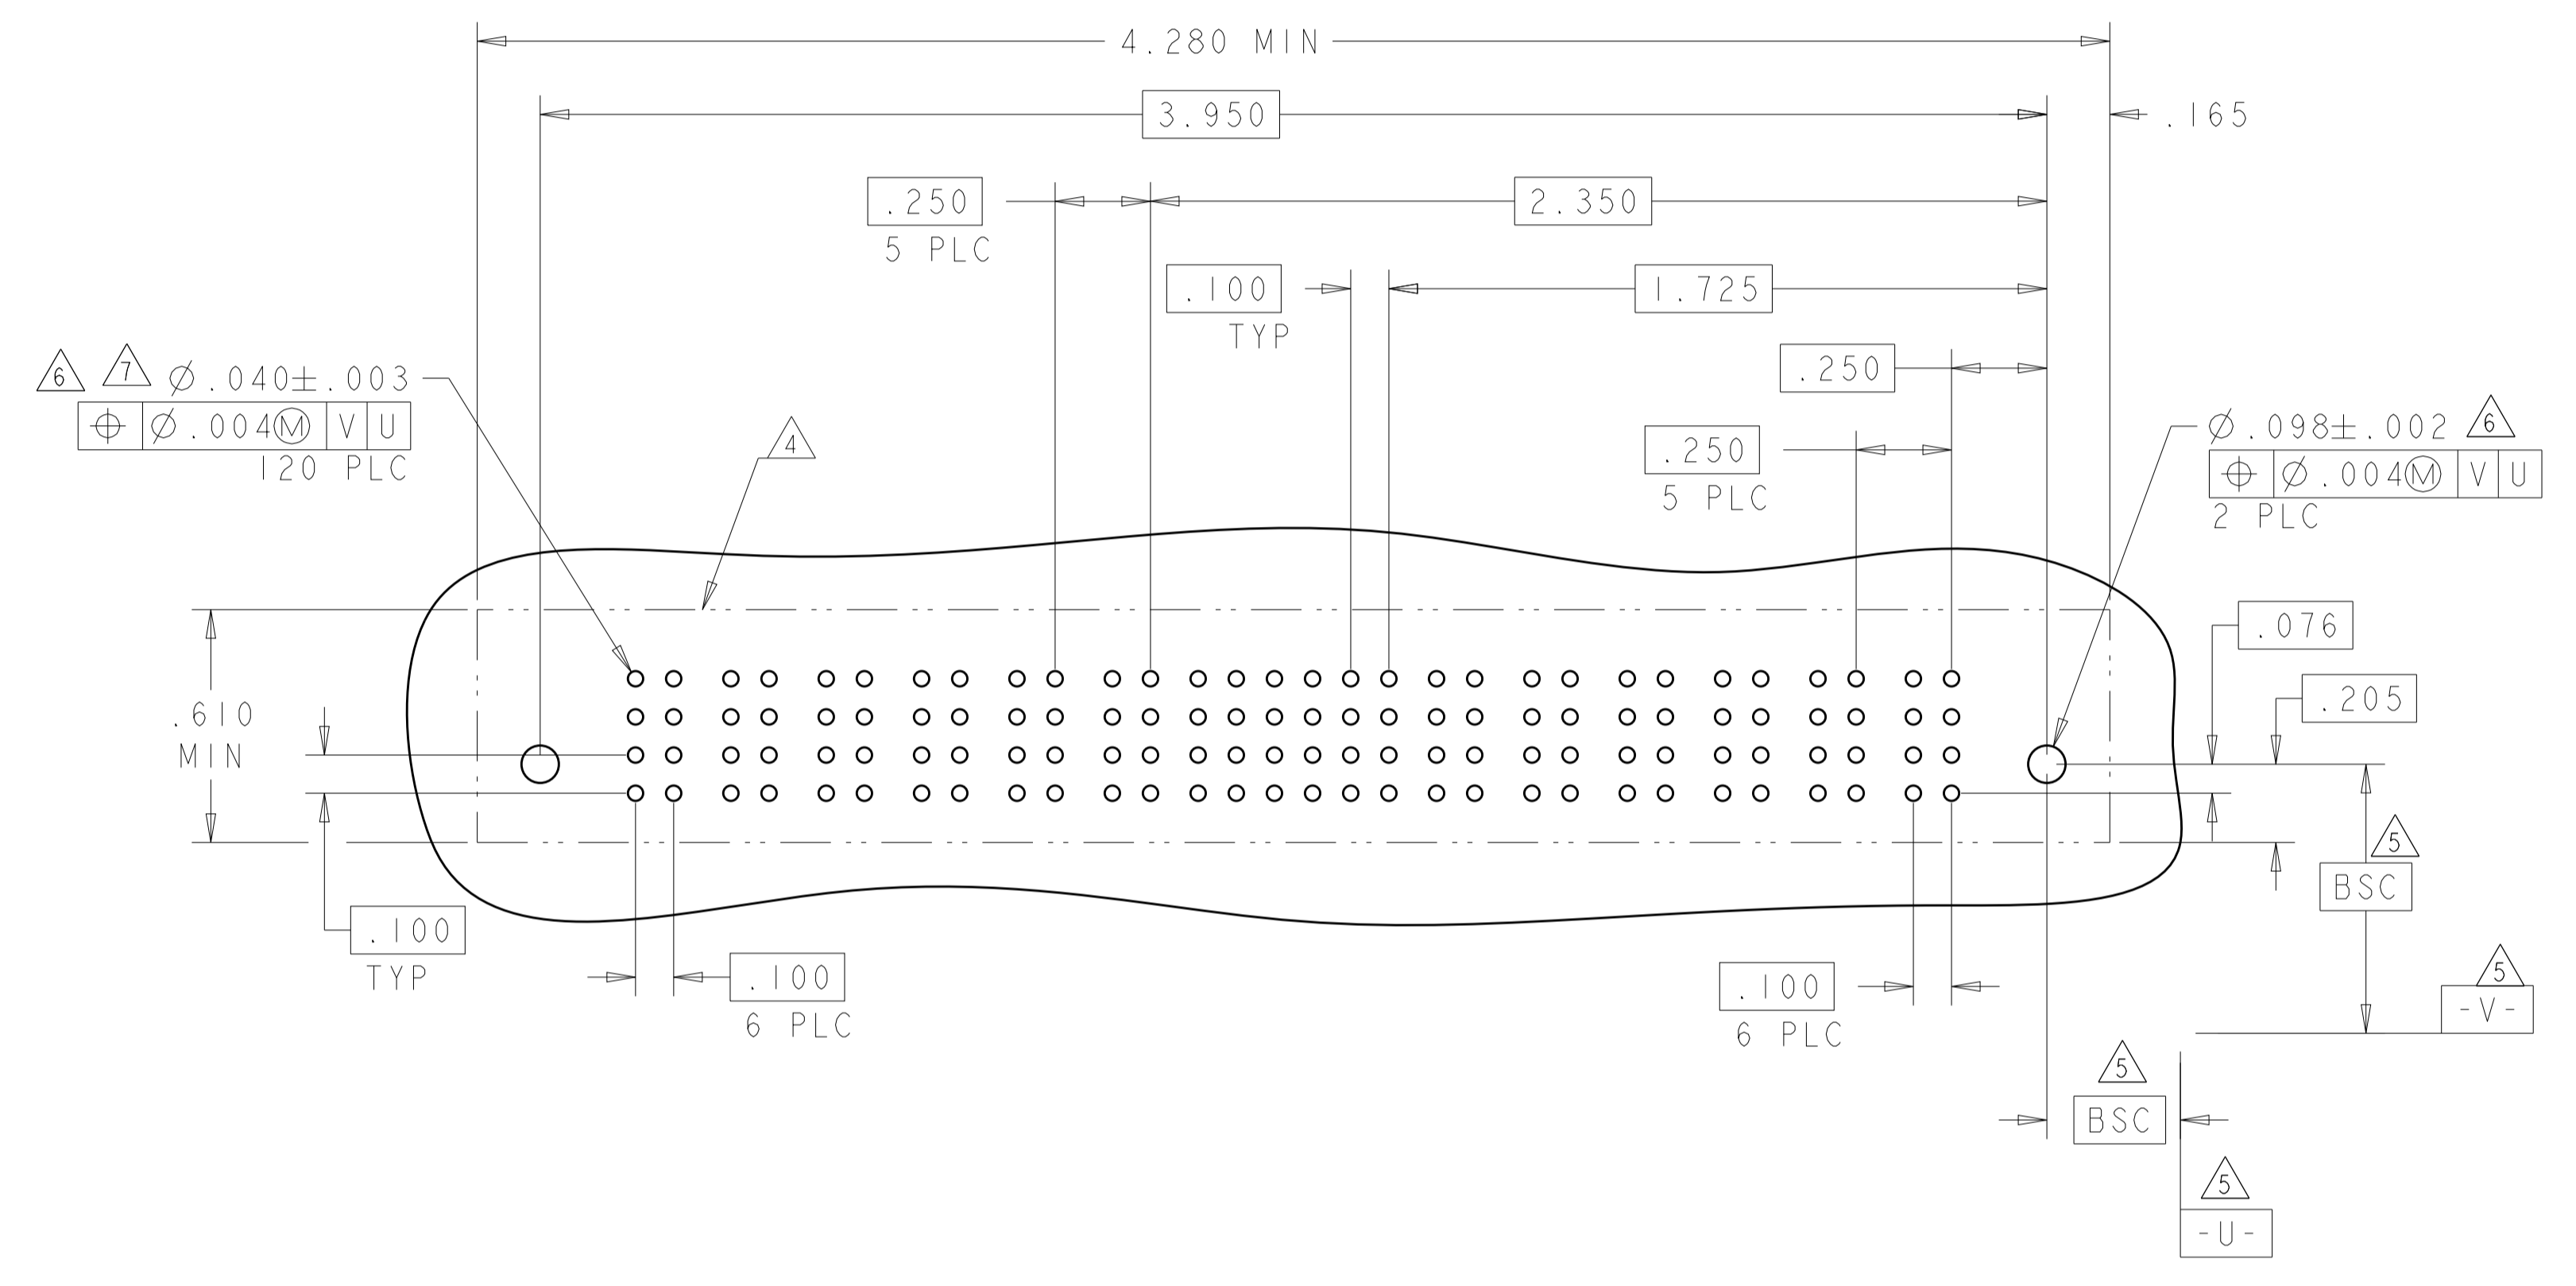 4.280 MIN
3.950
.165
.250
5 PLC
2.350
.100
TYP
1.725
.250
6 7 Ø.040±.003
⌖ Ø.004Ⓜ V U
120 PLC
4
.250
5 PLC
Ø.098±.002 6
⌖ Ø.004Ⓜ V U
2 PLC
.076
.205
.610
MIN
5
BSC
.100
TYP
.100
6 PLC
.100
6 PLC
5
-V-
5
BSC
5
-U-